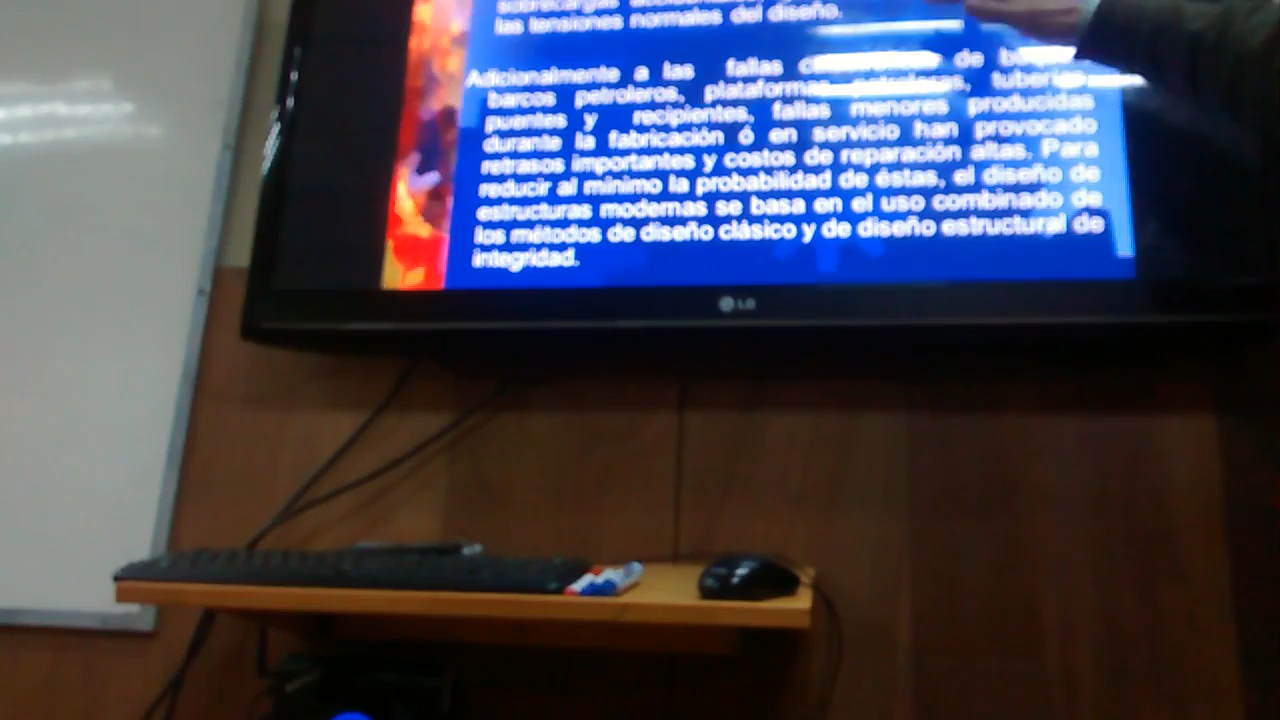 sobrecargas
las tensiones normales del diseño.
Adicionalmente a las fallas de
barcos petroleros, plataformas petroleras,
puentes y recipientes, fallas menores producidas
durante la fabricación ó en servicio han provocado
retrasos importantes y costos de reparación altas. Para
reducir al mínimo la probabilidad de éstas, el diseño de
estructuras modernas se basa en el uso combinado de
los métodos de diseño clásico y de diseño estructural de
integridad.
LG